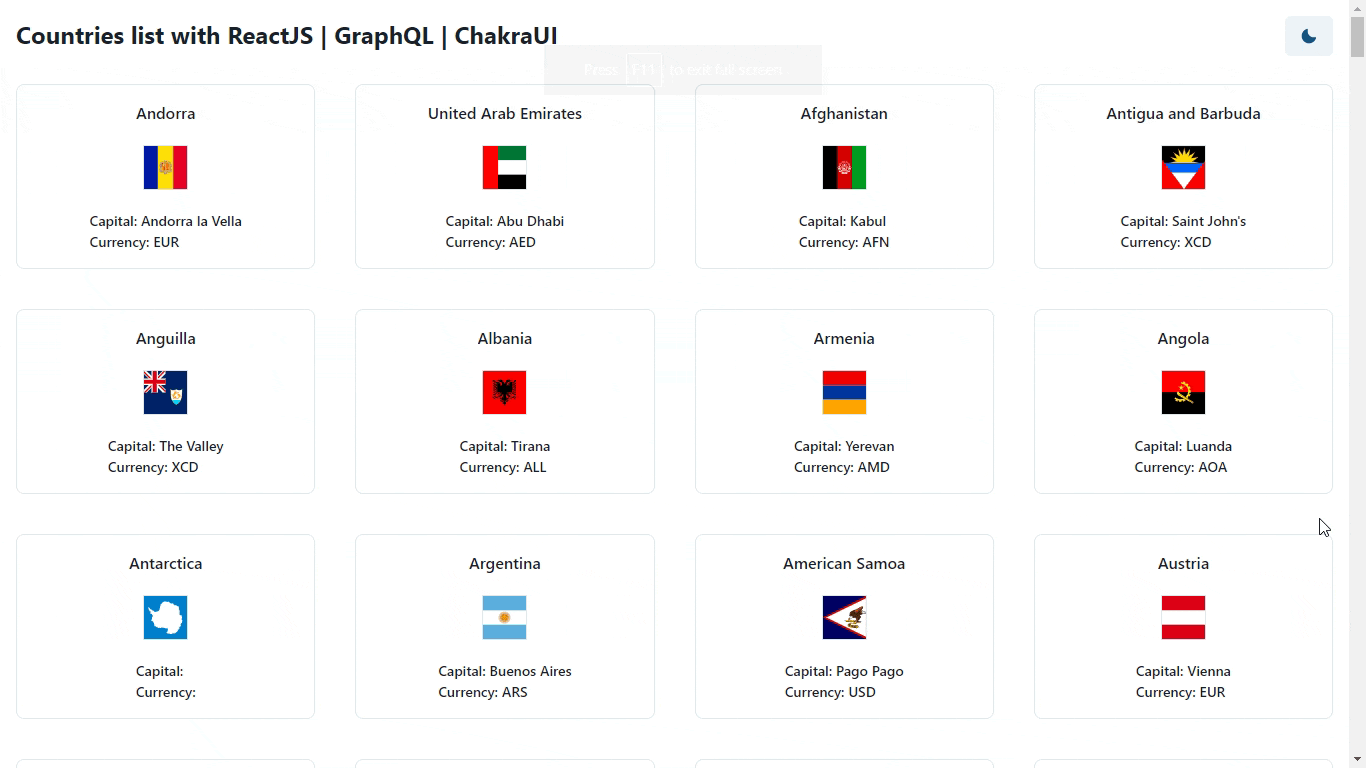 Countries list with ReactJS | GraphQL | ChakraUI
Press F11 to exit full screen
Andorra
Capital: Andorra la Vella
Currency: EUR
United Arab Emirates
Capital: Abu Dhabi
Currency: AED
Afghanistan
Capital: Kabul
Currency: AFN
Antigua and Barbuda
Capital: Saint John's
Currency: XCD
Anguilla
Capital: The Valley
Currency: XCD
Albania
Capital: Tirana
Currency: ALL
Armenia
Capital: Yerevan
Currency: AMD
Angola
Capital: Luanda
Currency: AOA
Antarctica
Capital:
Currency:
Argentina
Capital: Buenos Aires
Currency: ARS
American Samoa
Capital: Pago Pago
Currency: USD
Austria
Capital: Vienna
Currency: EUR